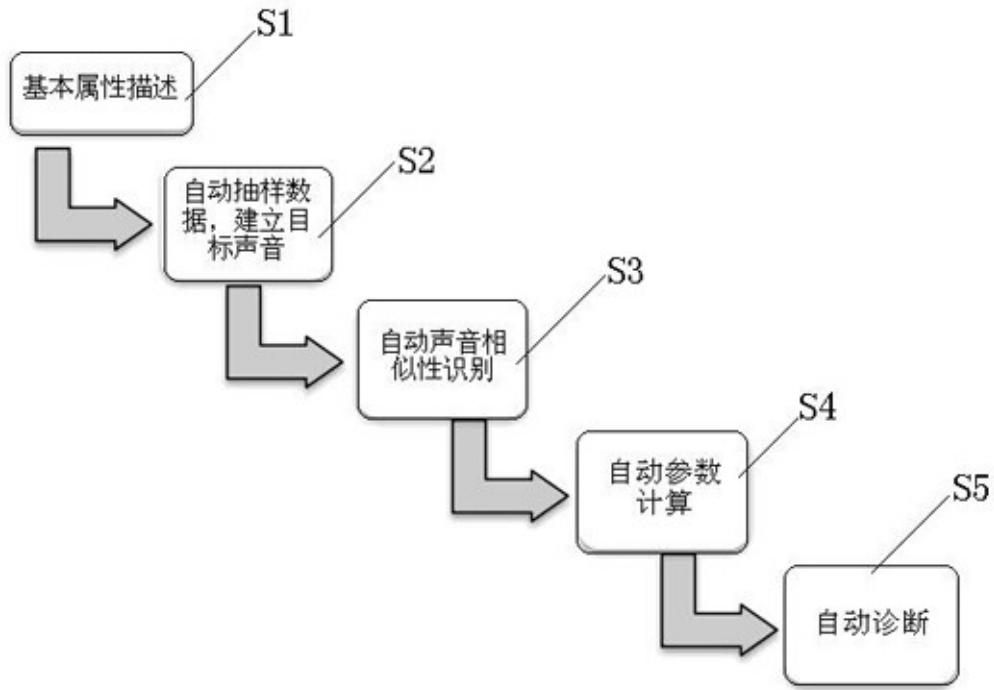 S1
基本属性描述
S2
自动抽样数
据，建立目
标声音
S3
自动声音相
似性识别
S4
自动参数
计算
S5
自动诊断